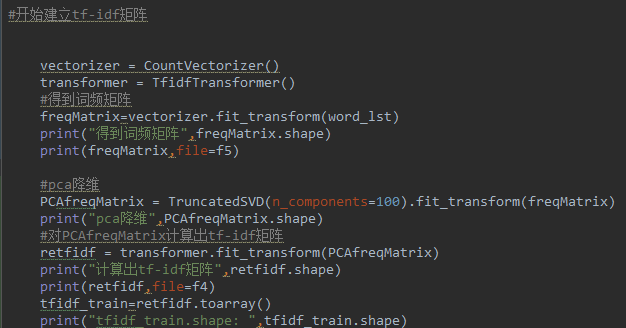 #开始建立tf-idf矩阵
vectorizer = CountVectorizer()
transformer = TfidfTransformer()
#得到词频矩阵
freqMatrix=vectorizer.fit_transform(word_lst)
print("得到词频矩阵",freqMatrix.shape)
print(freqMatrix,file=f5)
#pca降维
PCAfreqMatrix = TruncatedSVD(n_components=100).fit_transform(freqMatrix)
print("pca降维",PCAfreqMatrix.shape)
#对PCAfreqMatrix计算出tf-idf矩阵
retfidf = transformer.fit_transform(PCAfreqMatrix)
print("计算出tf-idf矩阵",retfidf.shape)
print(retfidf,file=f4)
tfidf_train=retfidf.toarray()
print("tfidf_train.shape: ",tfidf_train.shape)